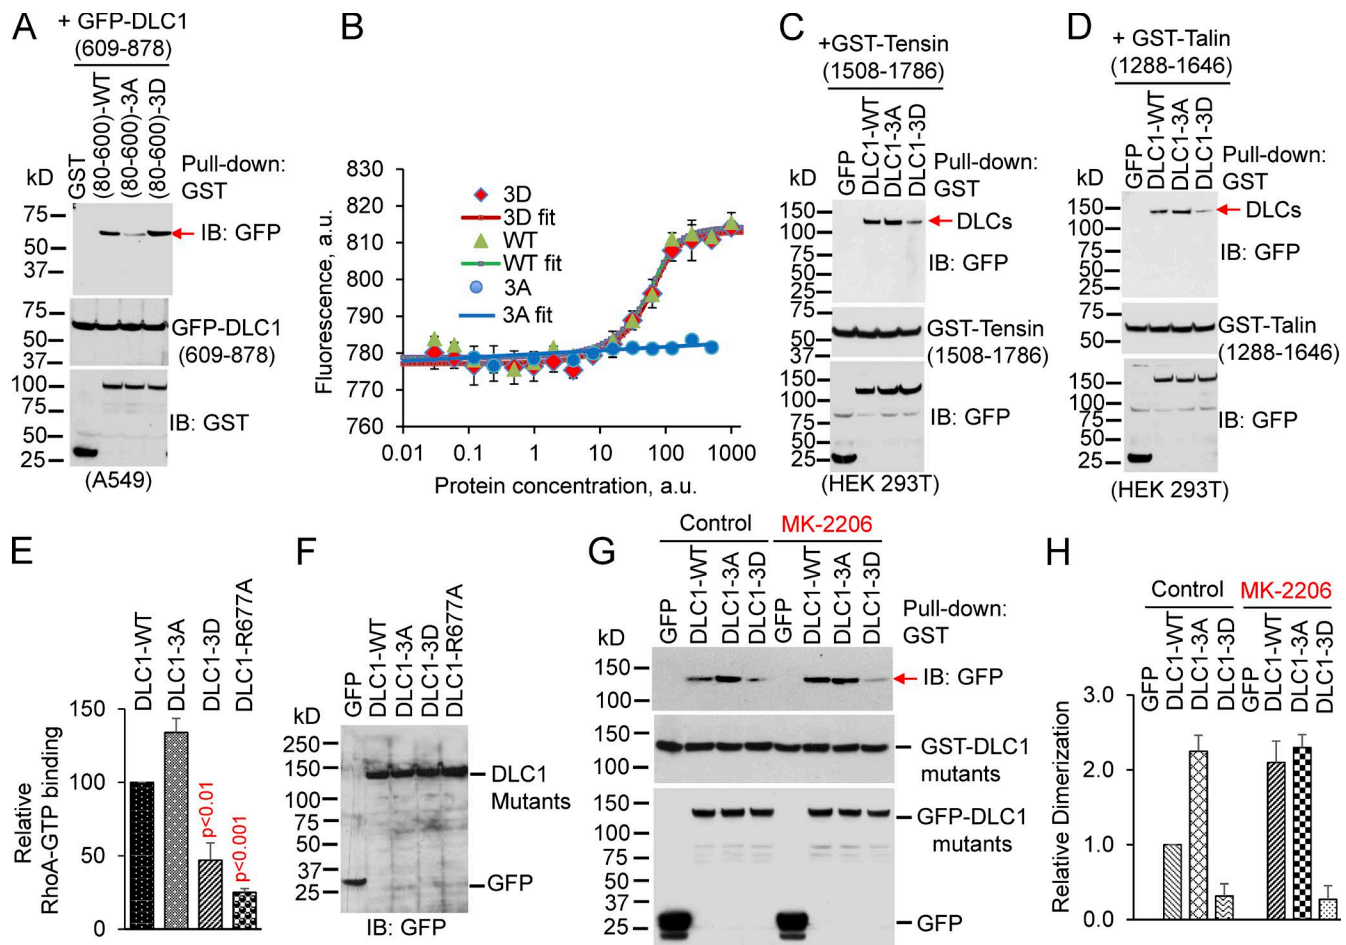 A
+ GFP-DLC1
(609-878)
GST
(80-600)-WT
(80-600)-3A
(80-600)-3D
Pull-down:
GST
kD
75
50
37
IB: GFP
75
50
37
GFP-DLC1
(609-878)
100
75
50
25
IB: GST
(A549)
B
830
820
810
800
790
780
770
760
Fluorescence, a.u.
3D
3D fit
WT
WT fit
3A
3A fit
0.01
0.1
1
10
100
1000
Protein concentration, a.u.
C
+GST-Tensin
(1508-1786)
GFP
DLC1-WT
DLC1-3A
DLC1-3D
Pull-down:
GST
kD
150
100
75
50
25
DLCs
IB: GFP
75
50
37
GST-Tensin
(1508-1786)
150
100
75
50
25
IB: GFP
(HEK 293T)
D
+ GST-Talin
(1288-1646)
GFP
DLC1-WT
DLC1-3A
DLC1-3D
Pull-down:
GST
kD
150
100
75
50
25
DLCs
IB: GFP
75
50
GST-Talin
(1288-1646)
150
100
75
50
25
IB: GFP
(HEK 293T)
E
DLC1-WT
DLC1-3A
DLC1-3D
DLC1-R677A
150
100
50
0
Relative
RhoA-GTP binding
p<0.01
p<0.001
F
GFP
DLC1-WT
DLC1-3A
DLC1-3D
DLC1-R677A
kD
250
150
100
75
50
37
25
DLC1
Mutants
GFP
IB: GFP
G
Control
MK-2206
GFP
DLC1-WT
DLC1-3A
DLC1-3D
GFP
DLC1-WT
DLC1-3A
DLC1-3D
Pull-down:
GST
kD
150
100
IB: GFP
150
100
GST-DLC1
mutants
150
100
75
50
37
25
GFP-DLC1
mutants
GFP
H
Control
MK-2206
GFP
DLC1-WT
DLC1-3A
DLC1-3D
GFP
DLC1-WT
DLC1-3A
DLC1-3D
3.0
2.0
1.0
0.0
Relative Dimerization